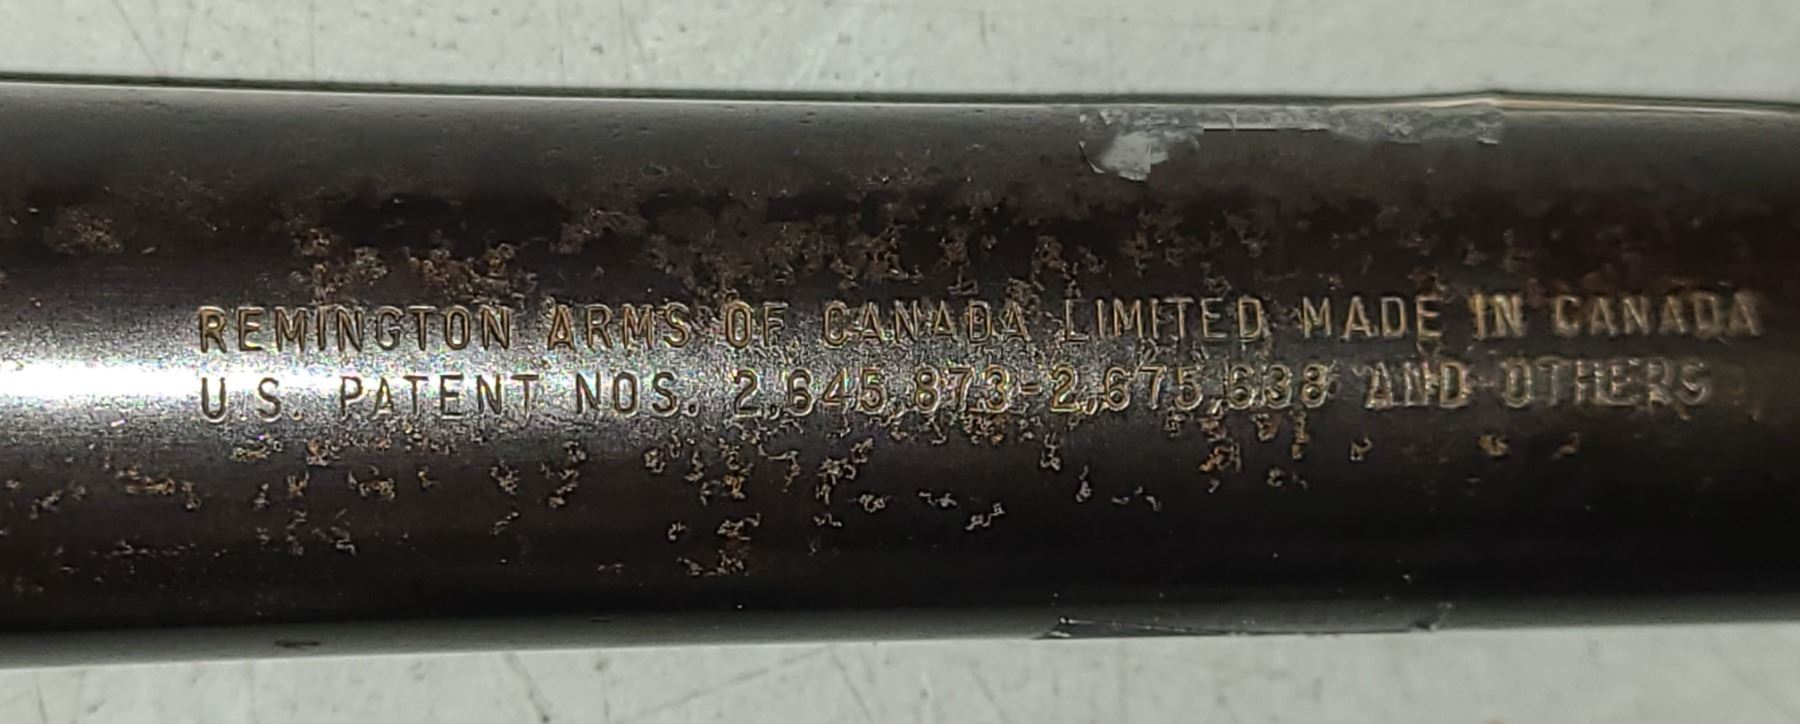 REMINGTON ARMS OF CANADA LIMITED MADE IN CANADA
U.S. PATENT NOS. 2,645,873-2,675,638 AND OTHERS